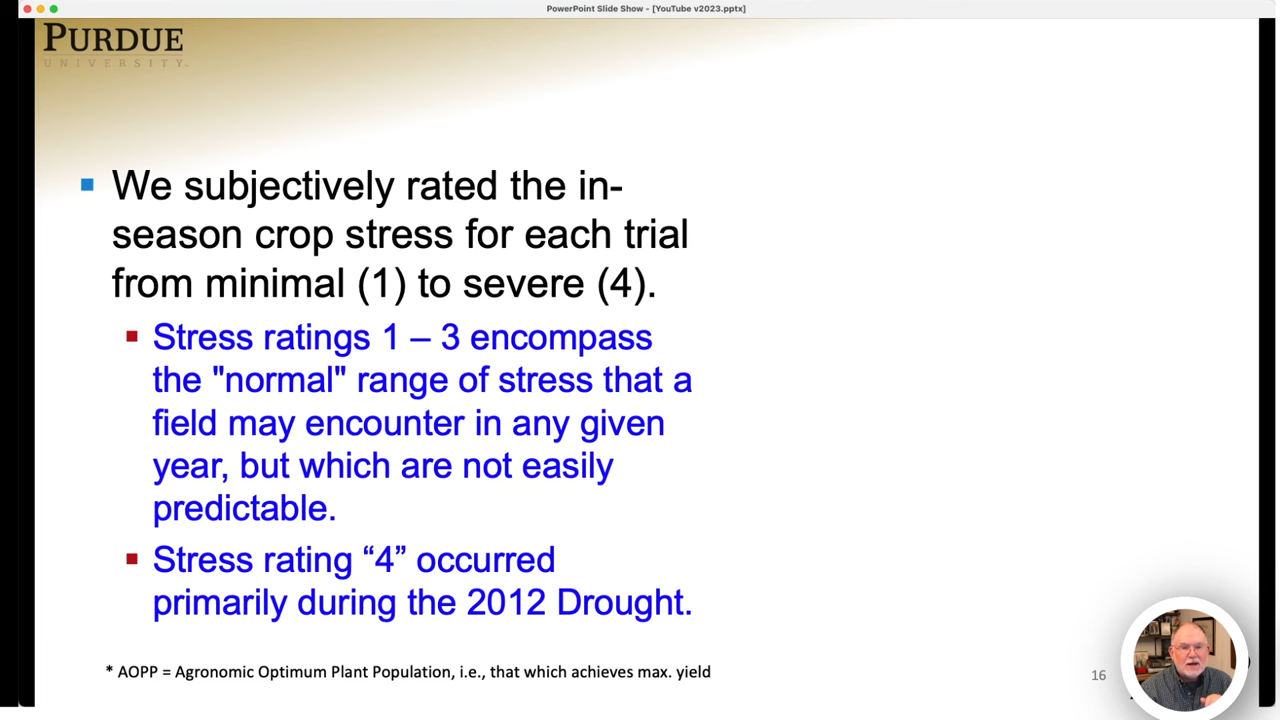 PowerPoint Slide Show - [YouTube v2023.pptx]
PURDUE
UNIVERSITY.
We subjectively rated the in-
season crop stress for each trial
from minimal (1) to severe (4).
Stress ratings 1 – 3 encompass
the "normal" range of stress that a
field may encounter in any given
year, but which are not easily
predictable.
Stress rating “4” occurred
primarily during the 2012 Drought.
* AOPP = Agronomic Optimum Plant Population, i.e., that which achieves max. yield
16